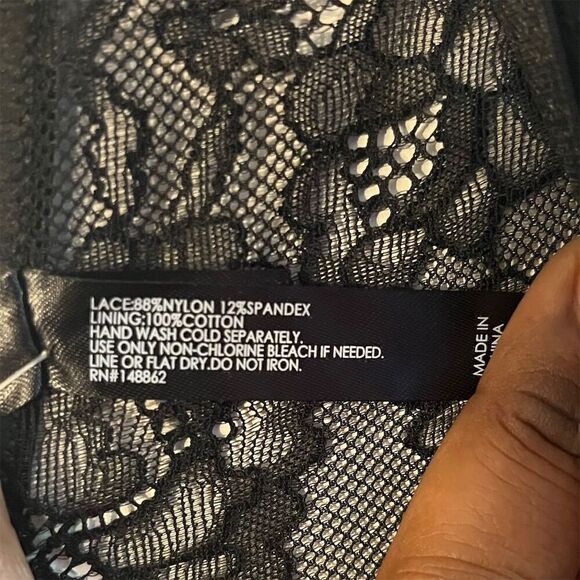 LACE:88%NYLON 12%SPANDEX
LINING:100%COTTON
HAND WASH COLD SEPARATELY.
USE ONLY NON-CHLORINE BLEACH IF NEEDED.
LINE OR FLAT DRY.DO NOT IRON.
RN#148862
MADE IN